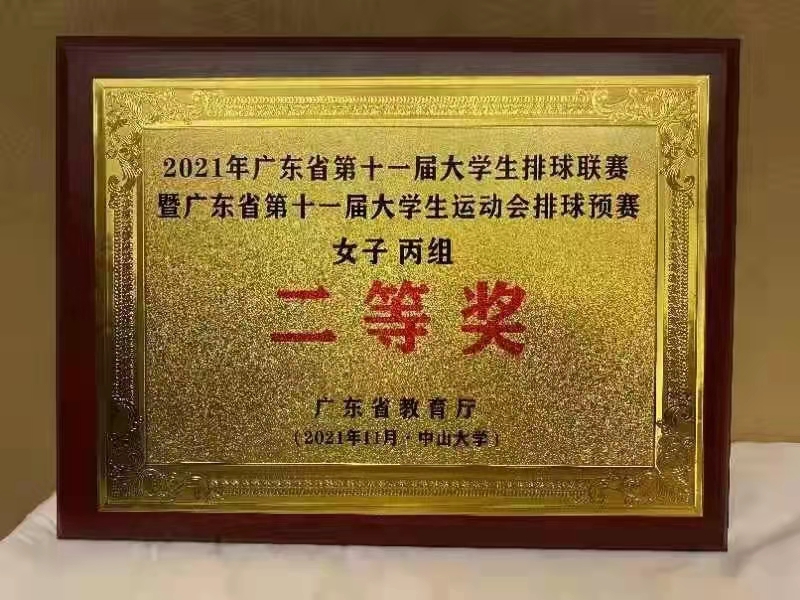 2021年广东省第十一届大学生排球联赛
暨广东省第十一届大学生运动会排球预赛
女子 丙组
二等奖
广东省教育厅
(2021年11月·中山大学)